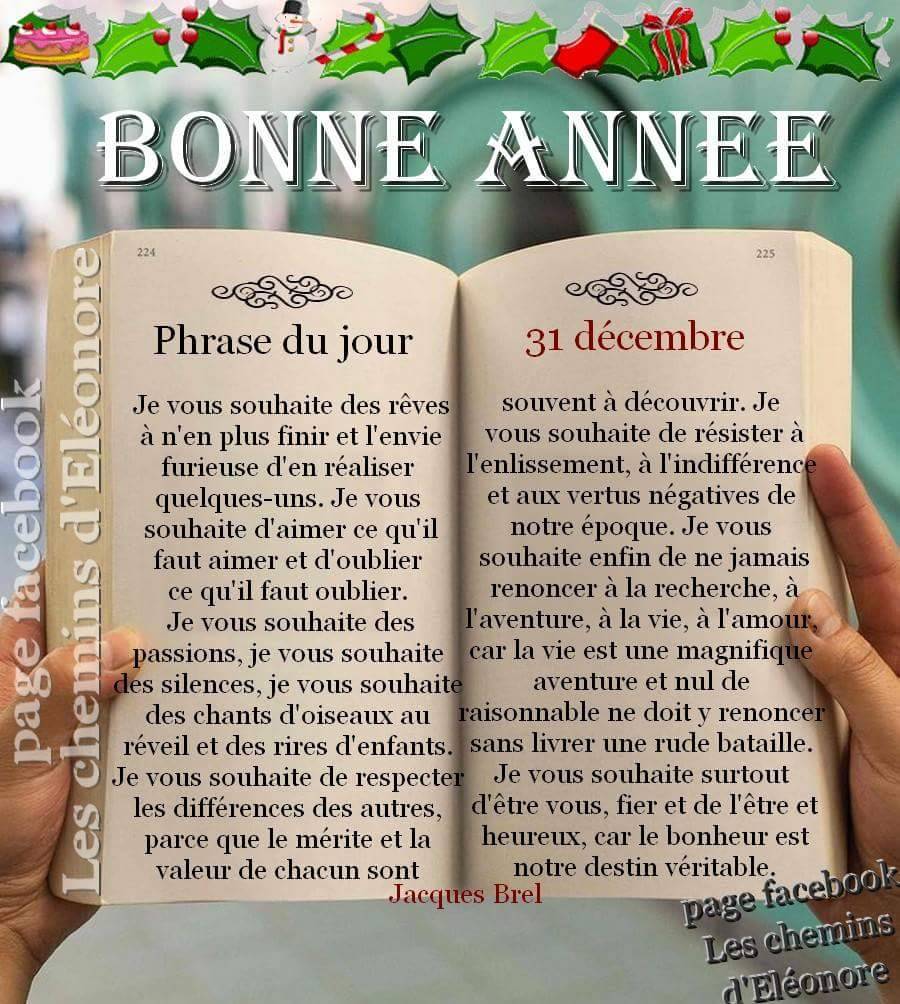 BONNE ANNEE
224
Phrase du jour
Je vous souhaite des rêves
à n'en plus finir et l'envie
furieuse d'en réaliser
quelques-uns. Je vous
souhaite d'aimer ce qu'il
faut aimer et d'oublier
ce qu'il faut oublier.
Je vous souhaite des
passions, je vous souhaite
des silences, je vous souhaite
des chants d'oiseaux au
réveil et des rires d'enfants.
Je vous souhaite de respecter
les différences des autres,
parce que le mérite et la
valeur de chacun sont
225
31 décembre
souvent à découvrir. Je
vous souhaite de résister à
l'enlissement, à l'indifférence
et aux vertus négatives de
notre époque. Je vous
souhaite enfin de ne jamais
renoncer à la recherche, à
l'aventure, à la vie, à l'amour,
car la vie est une magnifique
aventure et nul de
raisonnable ne doit y renoncer
sans livrer une rude bataille.
Je vous souhaite surtout
d'être vous, fier et de l'être et
heureux, car le bonheur est
notre destin véritable.
Jacques Brel
page facebook
Les chemins d'Eléonore
page facebook
Les chemins
d'Eléonore